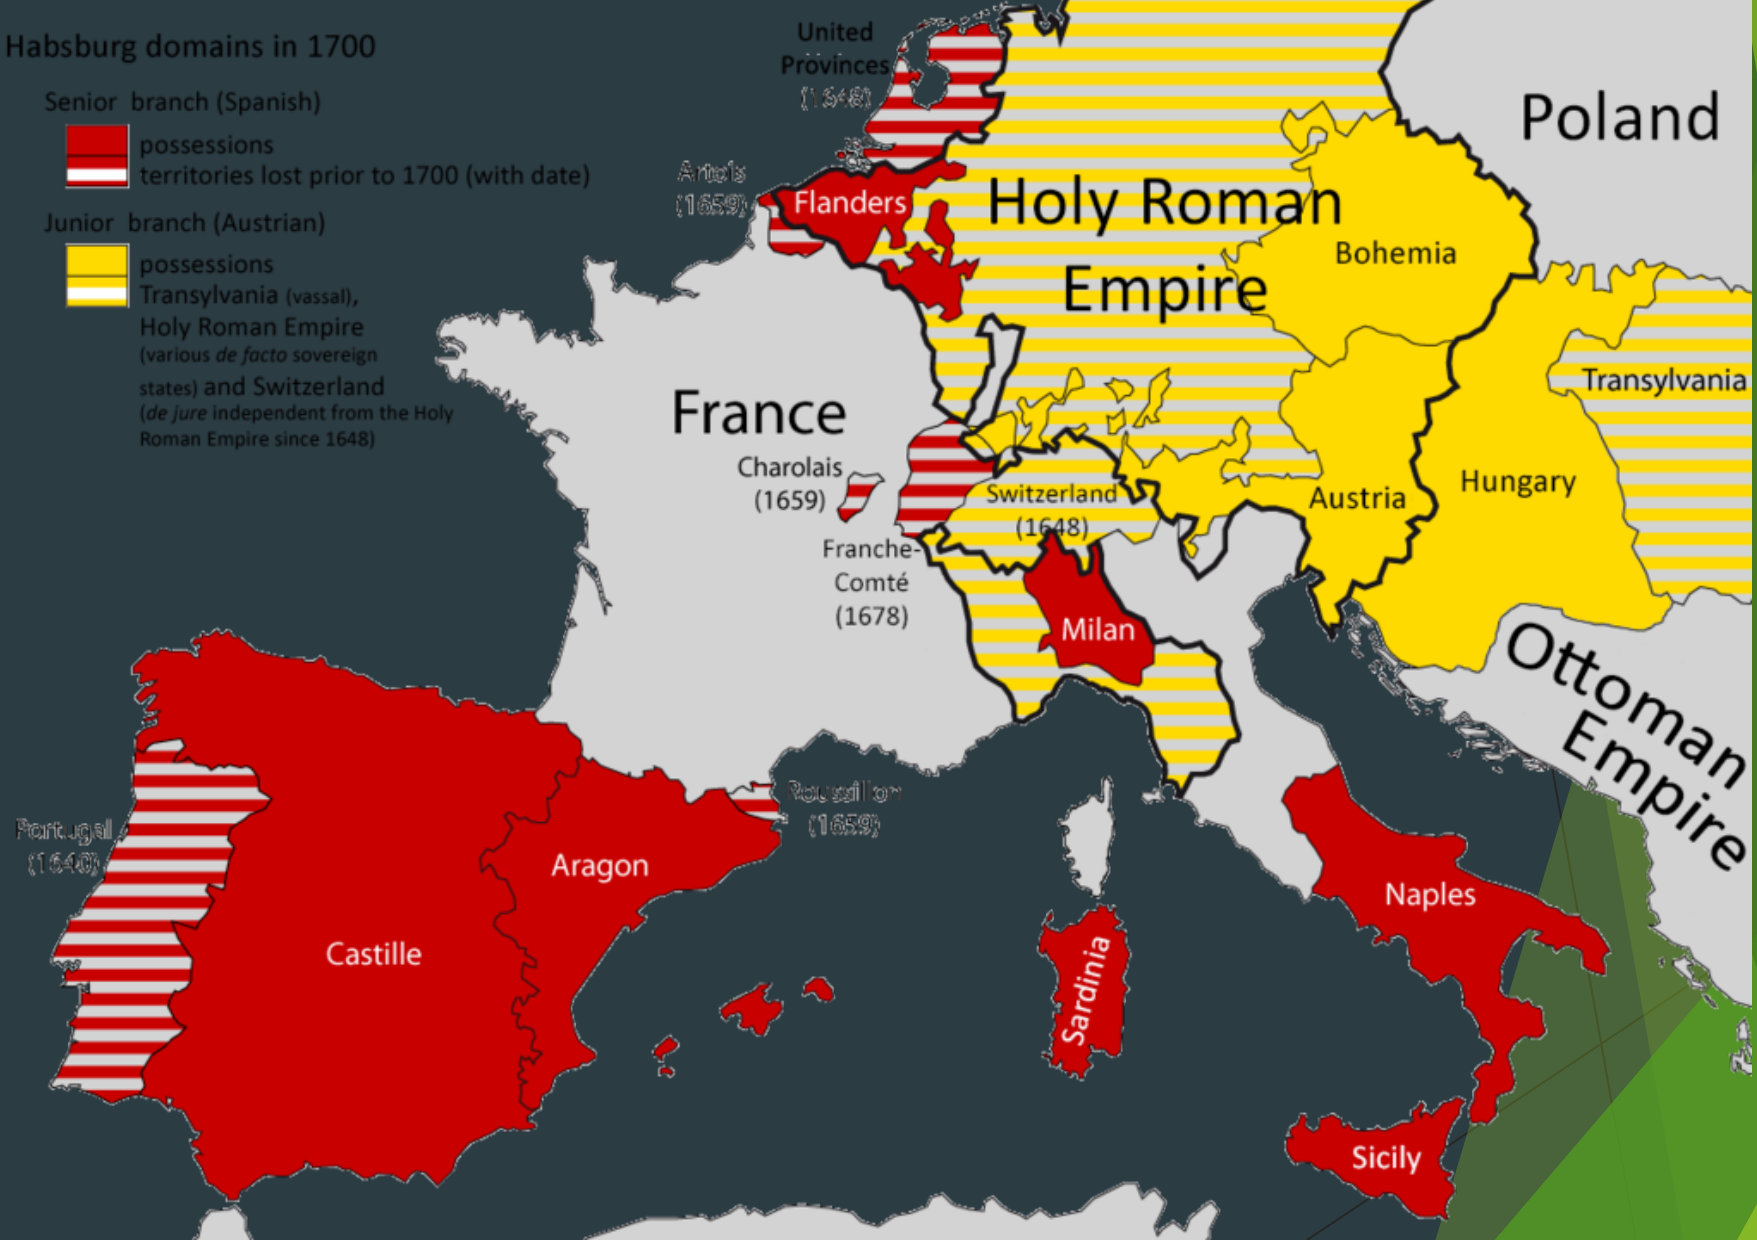 Habsburg domains in 1700
Senior branch (Spanish)
possessions
territories lost prior to 1700 (with date)
Junior branch (Austrian)
possessions
Transylvania (vassal),
Holy Roman Empire
(various de facto sovereign
states) and Switzerland
(de jure independent from the Holy
Roman Empire since 1648)
United
Provinces
(1648)
Artois
(1659)
Flanders
Holy Roman
Empire
Poland
Bohemia
Transylvania
France
Charolais
(1659)
Franche-
Comté
(1678)
Switzerland
(1648)
Austria
Hungary
Milan
Ottoman
Empire
Roussillon
(1659)
Portugal
(1640)
Aragon
Castille
Sardinia
Naples
Sicily